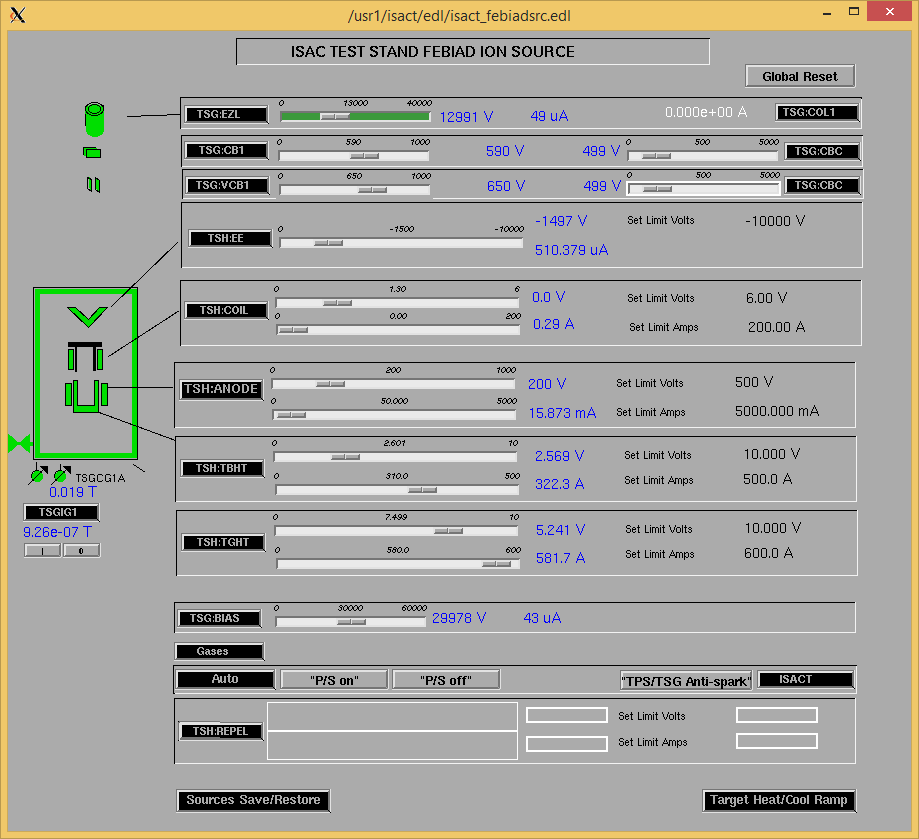 /usr1/isact/edl/isact_febiadsrc.edl
ISAC TEST STAND FEBIAD ION SOURCE
Global Reset
0 13000 40000
TSG:EZL 12991 V 49 uA 0.000e+00 A TSG:COL1
0 590 1000 0 500 5000
TSG:CB1 590 V 499 V TSG:CBC
0 650 1000 0 500 5000
TSG:VCB1 650 V 499 V TSG:CBC
-1497 V Set Limit Volts -10000 V
0 -1500 -10000
TSH:EE
510.379 uA
0 1.30 6
0.0 V Set Limit Volts 6.00 V
TSH:COIL
0 0.00 200
0.29 A Set Limit Amps 200.00 A
0 200 1000
200 V Set Limit Volts 500 V
TSH:ANODE
0 50.000 5000
15.873 mA Set Limit Amps 5000.000 mA
0 2.601 10
2.569 V Set Limit Volts 10.000 V
TSH:TBHT
0 310.0 500
322.3 A Set Limit Amps 500.0 A
TSGCG1A
0.019 T
TSGIG1
9.26e-07 T
I 0
0 7.499 10
5.241 V Set Limit Volts 10.000 V
TSH:TGHT
0 580.0 600
581.7 A Set Limit Amps 600.0 A
0 30000 60000
TSG:BIAS 29978 V 43 uA
Gases
Auto "P/S on" "P/S off" "TPS/TSG Anti-spark" ISACT
Set Limit Volts
TSH:REPEL
Set Limit Amps
Sources Save/Restore Target Heat/Cool Ramp